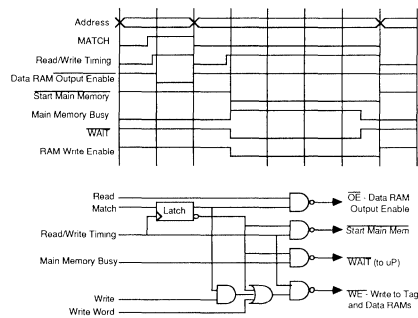 Address
MATCH
Read/Write Timing
Data RAM Output Enable
Start Main Memory
Main Memory Busy
WAIT
RAM Write Enable
Read
Match
Latch
Read/Write Timing
Main Memory Busy
Write
Write Word
OE - Data RAM
Output Enable
Start Main Mem
WAIT (to uP)
WE - Write to Tag
and Data RAMs